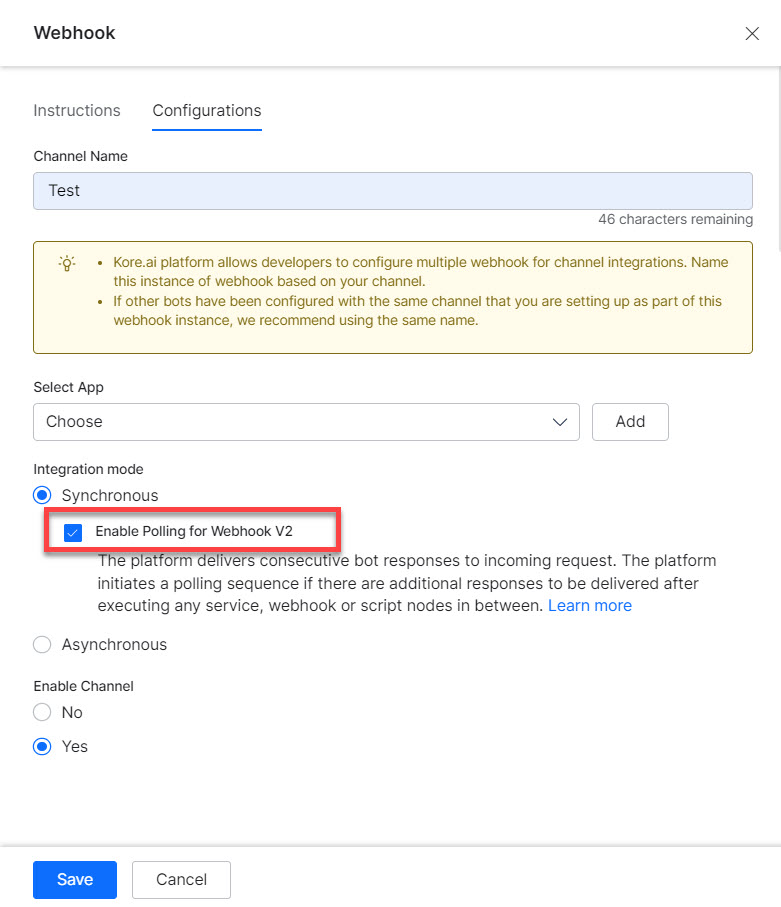 Webhook
Instructions
Configurations
Channel Name
Test
46 characters remaining
• Kore.ai platform allows developers to configure multiple webhook for channel integrations. Name
this instance of webhook based on your channel.
• If other bots have been configured with the same channel that you are setting up as part of this
webhook instance, we recommend using the same name.
Select App
Choose
Add
Integration mode
Synchronous
Enable Polling for Webhook V2
The platform delivers consecutive bot responses to incoming request. The platform
initiates a polling sequence if there are additional responses to be delivered after
executing any service, webhook or script nodes in between. Learn more
Asynchronous
Enable Channel
No
Yes
Save
Cancel